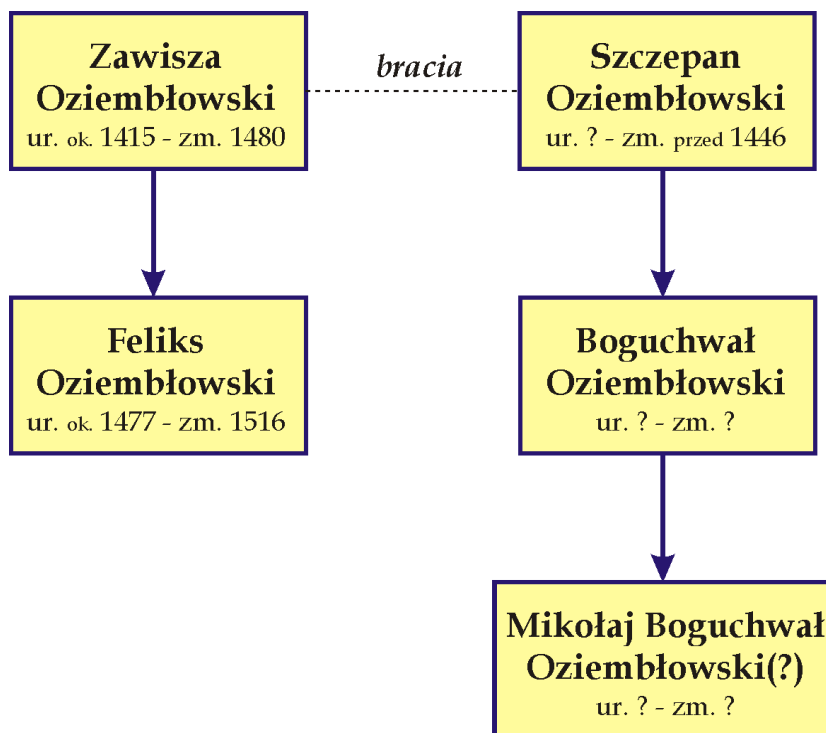 Zawisza
Oziembłowski
ur. ok. 1415 - zm. 1480
bracia
Szczepan
Oziembłowski
ur. ? - zm. przed 1446
Feliks
Oziembłowski
ur. ok. 1477 - zm. 1516
Boguchwał
Oziembłowski
ur. ? - zm. ?
Mikołaj Boguchwał
Oziembłowski(?)
ur. ? - zm. ?